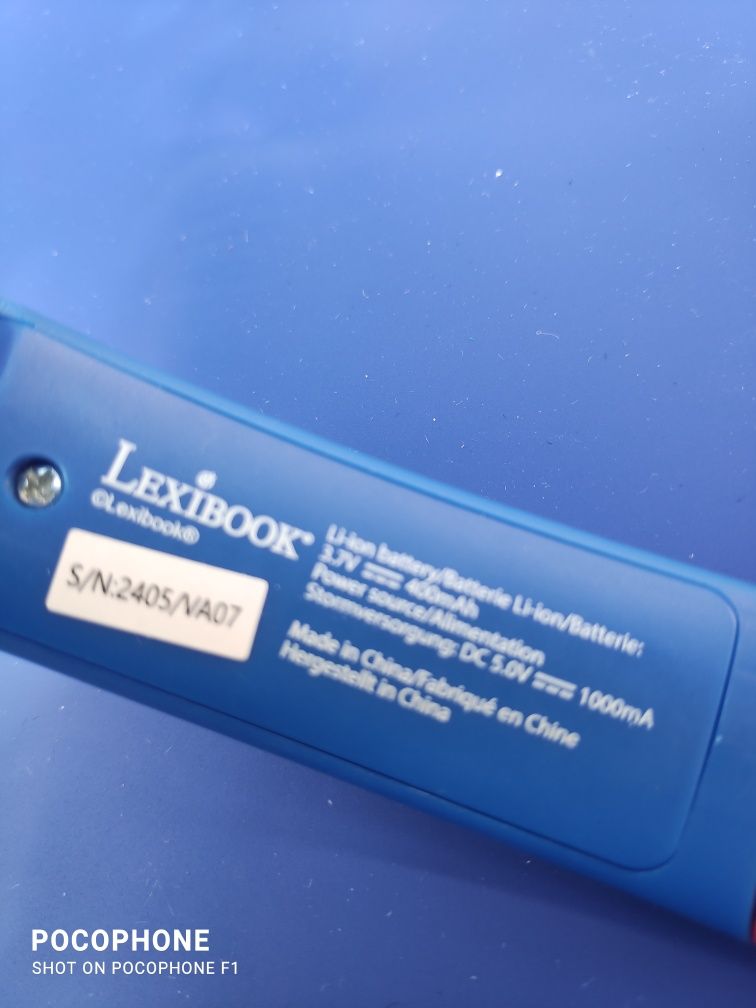 LEXIBOOK®
©Lexibook®
S/N:2405/VA07
Li-ion battery/Batterie Li-ion/Batterie:
3.7V ⎓ 400mAh
Power source/Alimentation
Stormversorgung: DC 5.0V ⎓ 1000mA
Made in China/Fabriqué en Chine
Hergestellt in China
POCOPHONE
SHOT ON POCOPHONE F1